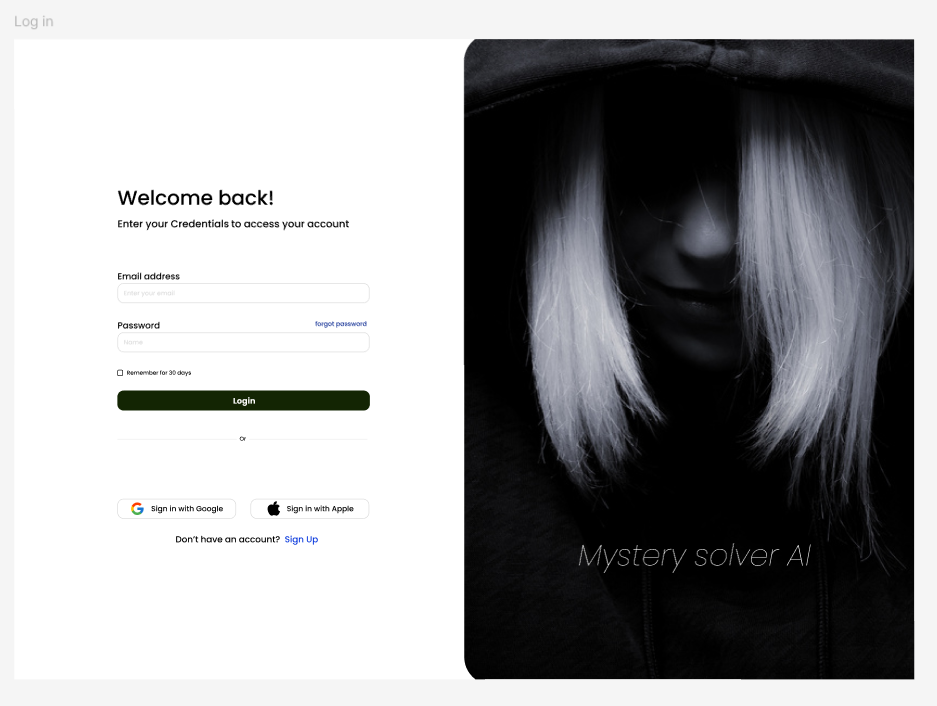 Log in
Welcome back!
Enter your Credentials to access your account
Email address
Enter your email
Password
forgot password
Name
Remember for 30 days
Login
Or
Sign in with Google
Sign in with Apple
Don't have an account? Sign Up
Mystery solver AI